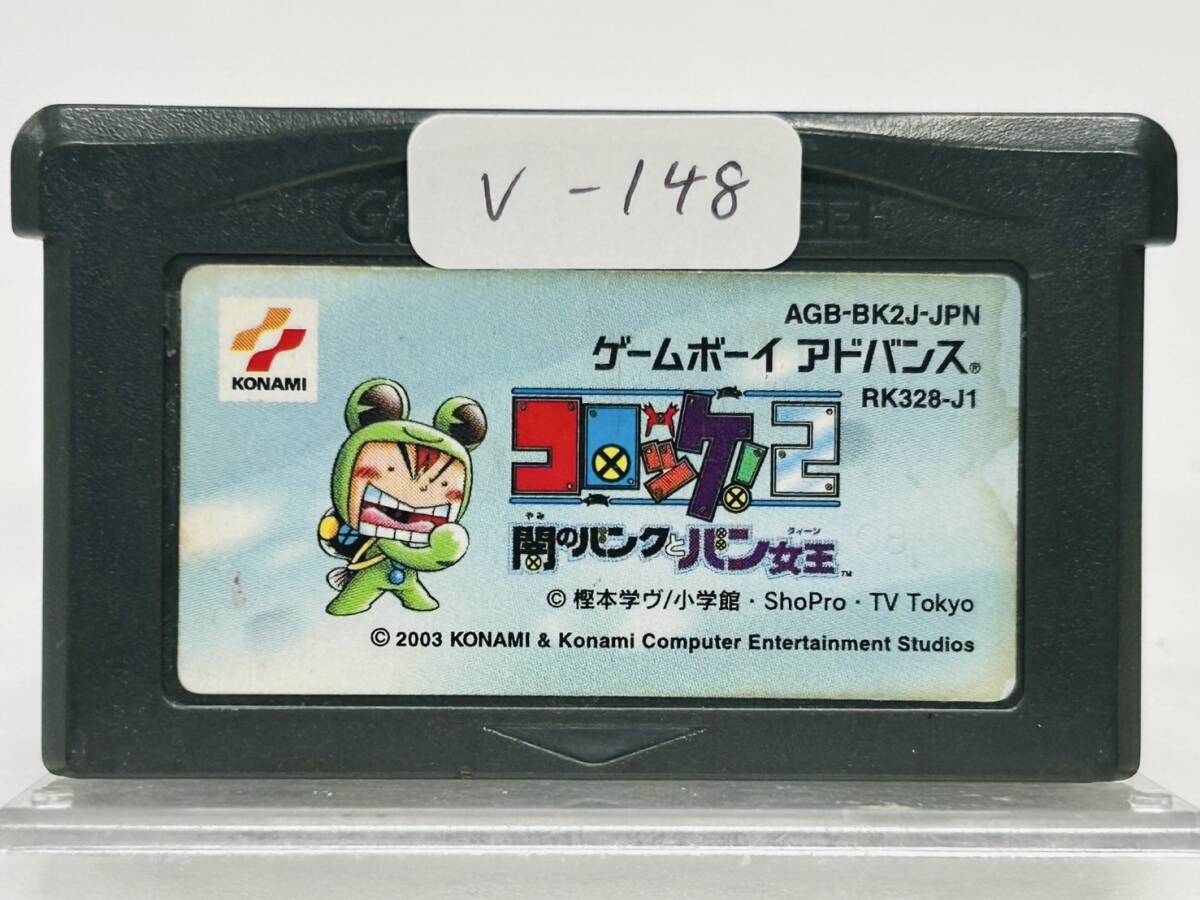 V-148
KONAMI
AGB-BK2J-JPN
ゲームボーイ アドバンス®
RK328-J1
コロッケ!2
やみ クィーン
闇のバンクとバン女王™
© 樫本学ヴ/小学館・ShoPro・TV Tokyo
© 2003 KONAMI & Konami Computer Entertainment Studios